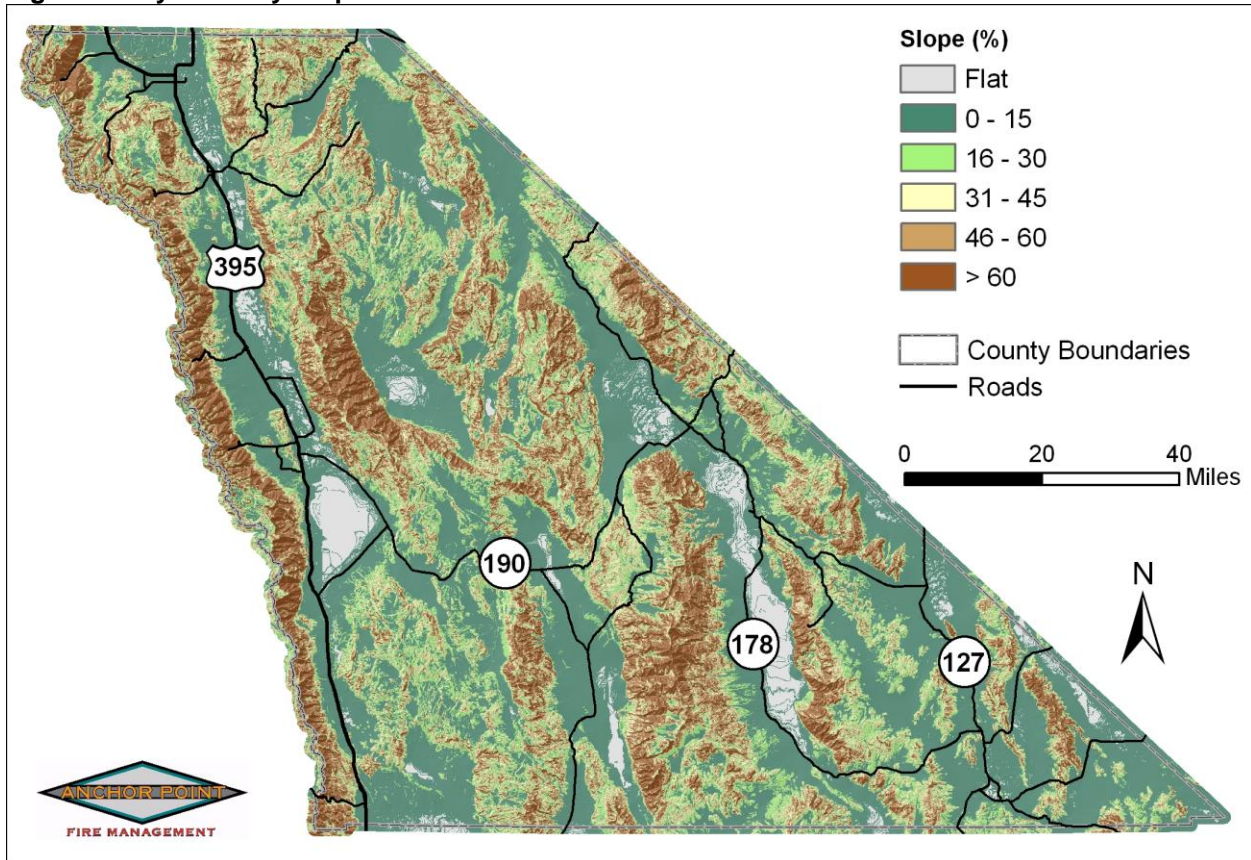 Slope (%)
Flat
0 - 15
16 - 30
31 - 45
46 - 60
> 60
County Boundaries
Roads
0 20 40
Miles
N
395
190
178
127
ANCHOR POINT
FIRE MANAGEMENT